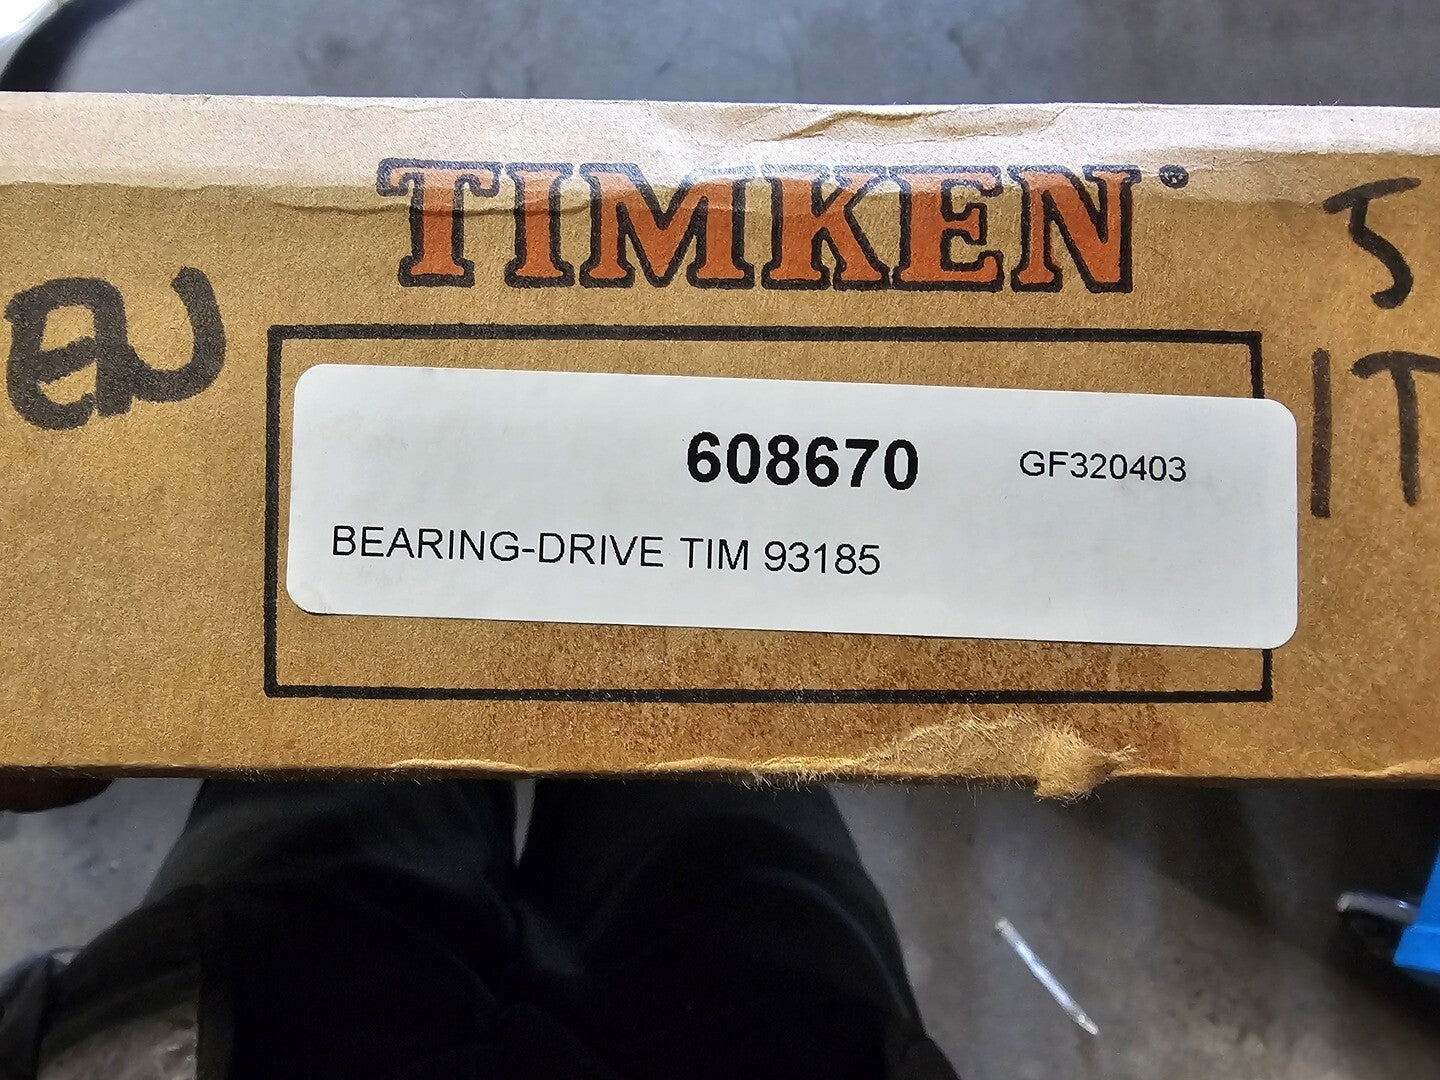 TIMKEN®
608670 GF320403
BEARING-DRIVE TIM 93185